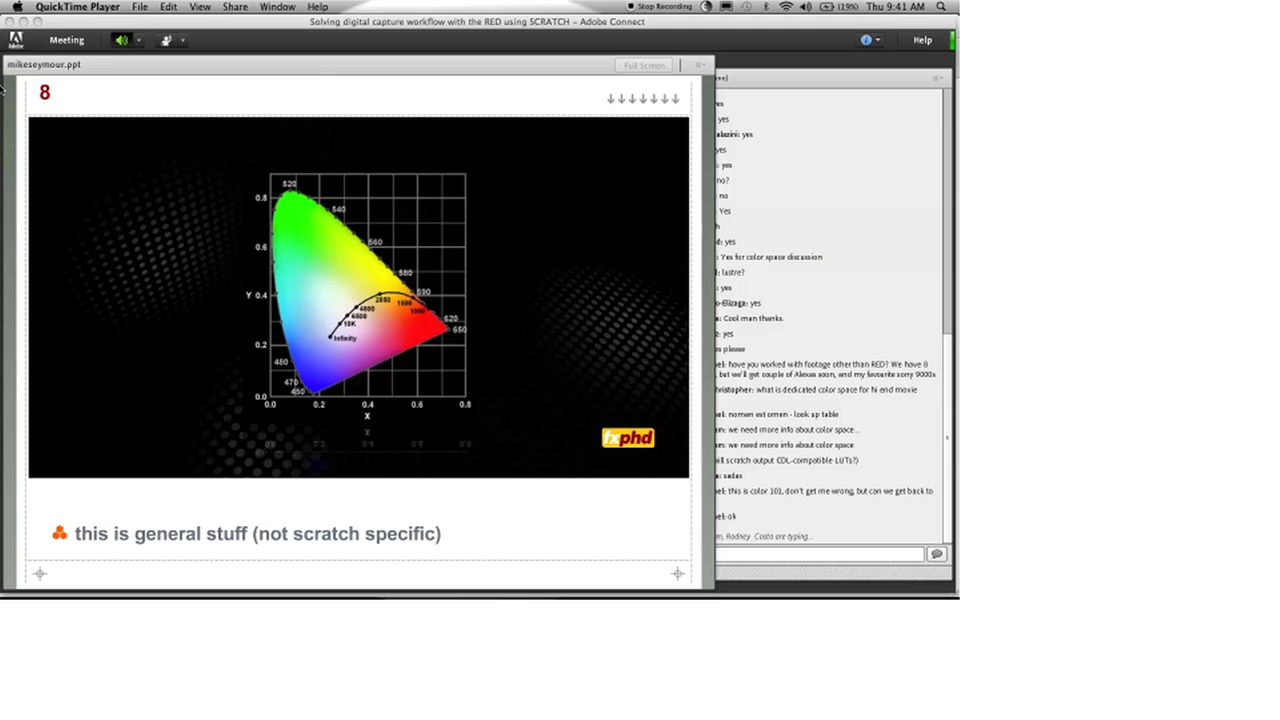 QuickTime Player File Edit View Share Window Help Stop Recording (19%) Thu 9:41 AM
Solving digital capture workflow with the RED using SCRATCH – Adobe Connect
Adobe Meeting Help
mikeseymour.ppt Full Screen
8
520
0.8
540
560
0.6
580
Y 0.4
590
2850
1500
4800
1000
6500
10K
620
650
Infinity
0.2
480
470
450
0.0
0.0 0.2 0.4 0.6 0.8
X
fxphd
this is general stuff (not scratch specific)
yes
yes
yes
yes
yes
no?
no
Yes
yes
Yes for color space discussion
lastre?
yes
yes
Cool man thanks.
yes
please
have you worked with footage other than RED? We have 8
but we'll get couple of Alexas soon, and my favourite sony 9000s
what is dedicated color space for hi end movie
nomen est omen - look up table
we need more info about color space...
we need more info about color space
will scratch output CDL-compatible LUTs?)
sadas
this is color 101, don't get me wrong, but can we get back to
ok
Rodney Costa are typing...